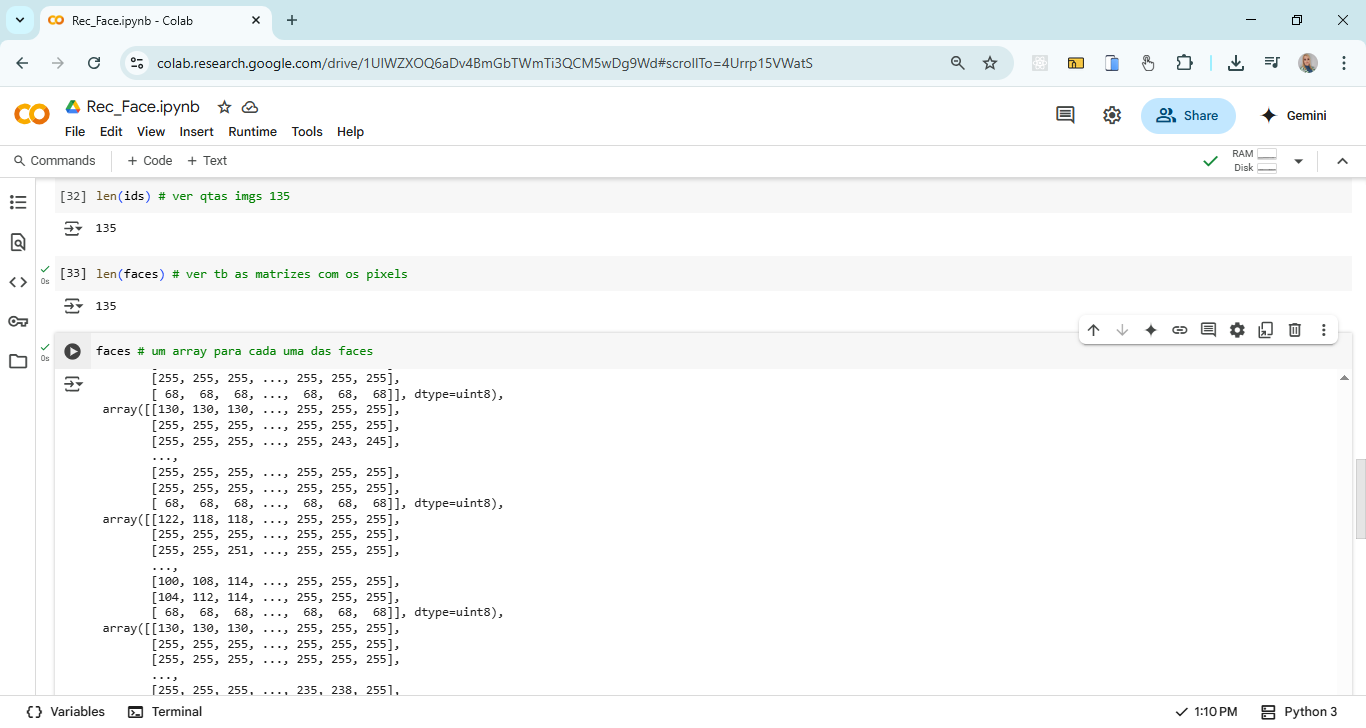 Rec_Face.ipynb - Colab
colab.research.google.com/drive/1UIWZXOQ6aDv4BmGbTWmTi3QCM5wDg9Wd#scrollTo=4Urrp15VWatS
Rec_Face.ipynb
File Edit View Insert Runtime Tools Help
Share
Gemini
Commands + Code + Text
RAM
Disk
[32] len(ids) # ver qtas imgs 135
135
[33] len(faces) # ver tb as matrizes com os pixels
0s
135
faces # um array para cada uma das faces
0s
[255, 255, 255, ..., 255, 255, 255],
[ 68, 68, 68, ..., 68, 68, 68]], dtype=uint8),
array([[130, 130, 130, ..., 255, 255, 255],
[255, 255, 255, ..., 255, 255, 255],
[255, 255, 255, ..., 255, 243, 245],
...,
[255, 255, 255, ..., 255, 255, 255],
[255, 255, 255, ..., 255, 255, 255],
[ 68, 68, 68, ..., 68, 68, 68]], dtype=uint8),
array([[122, 118, 118, ..., 255, 255, 255],
[255, 255, 255, ..., 255, 255, 255],
[255, 255, 251, ..., 255, 255, 255],
...,
[100, 108, 114, ..., 255, 255, 255],
[104, 112, 114, ..., 255, 255, 255],
[ 68, 68, 68, ..., 68, 68, 68]], dtype=uint8),
array([[130, 130, 130, ..., 255, 255, 255],
[255, 255, 255, ..., 255, 255, 255],
[255, 255, 255, ..., 255, 255, 255],
...,
[255, 255, 255, ..., 235, 238, 255],
Variables Terminal
1:10 PM Python 3